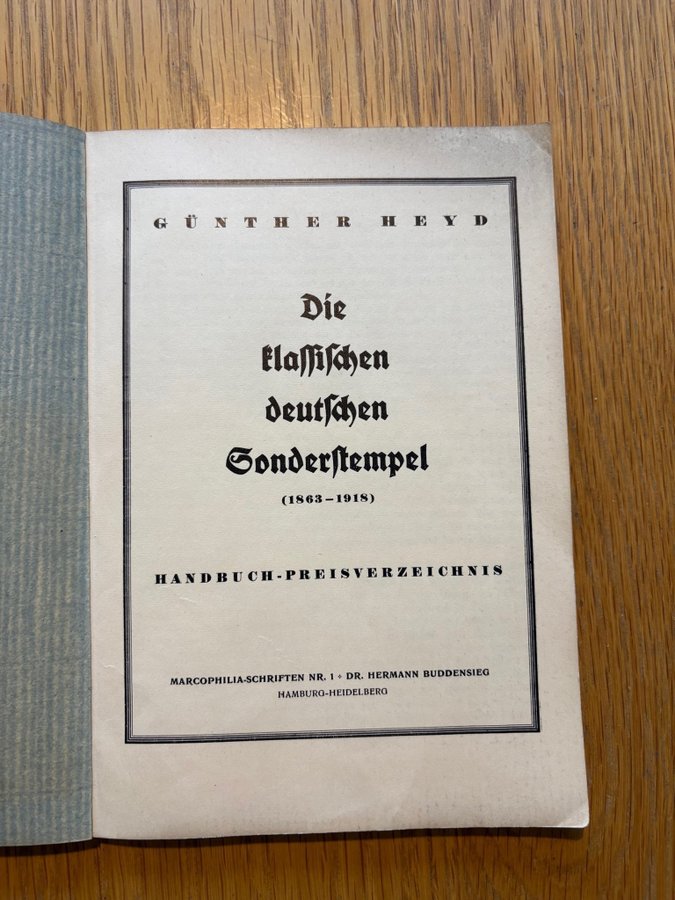 GÜNTHER HEYD
Die
klassischen
deutschen
Sonderstempel
(1863–1918)
HANDBUCH-PREISVERZEICHNIS
MARCOPHILIA-SCHRIFTEN NR. 1 ÷ DR. HERMANN BUDDENSIEG
HAMBURG-HEIDELBERG